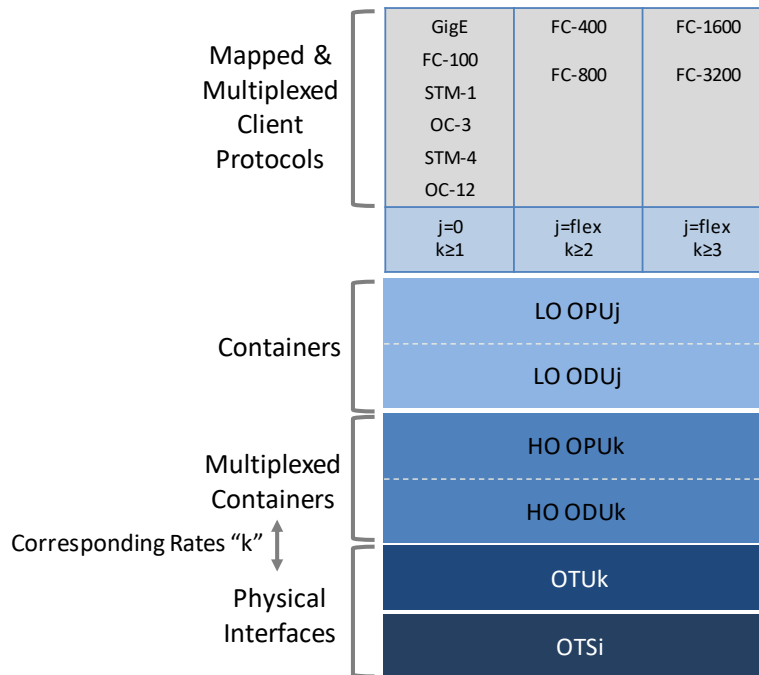 Mapped &
Multiplexed
Client
Protocols
GigE
FC-100
STM-1
OC-3
STM-4
OC-12
FC-400
FC-800
FC-1600
FC-3200
j=0
k≥1
j=flex
k≥2
j=flex
k≥3
Containers
LO OPUj
LO ODUj
Multiplexed
Containers
HO OPUk
HO ODUk
Corresponding Rates “k”
Physical
Interfaces
OTUk
OTSi